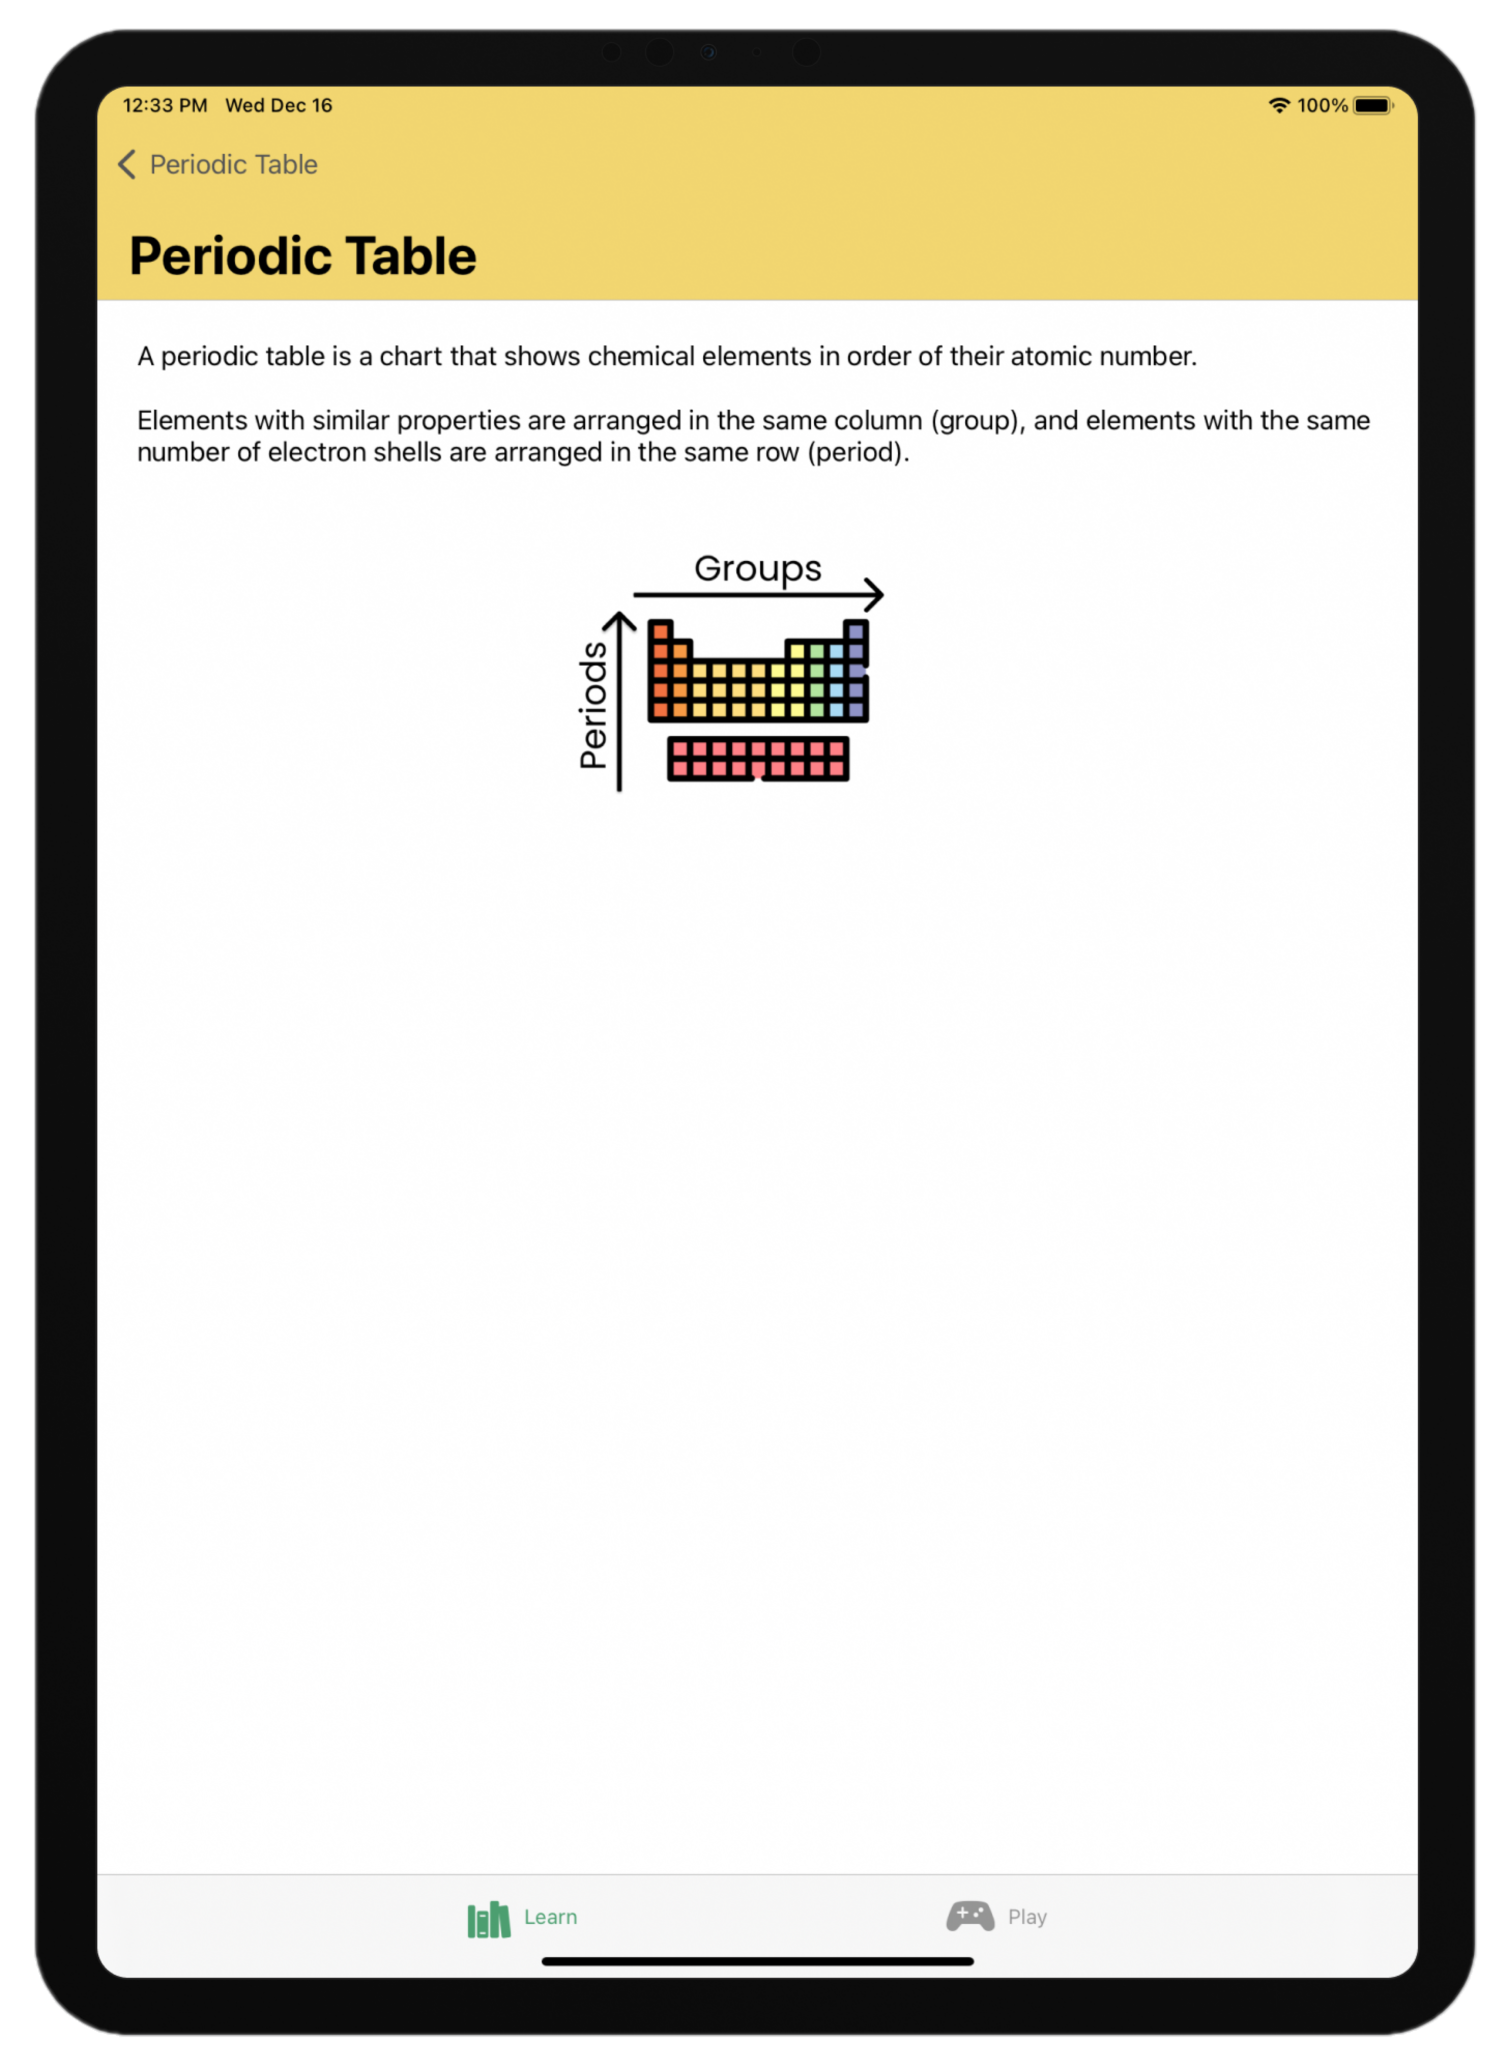 12:33 PM Wed Dec 16
100%
Periodic Table
Periodic Table
A periodic table is a chart that shows chemical elements in order of their atomic number.
Elements with similar properties are arranged in the same column (group), and elements with the same
number of electron shells are arranged in the same row (period).
Groups
Periods
Learn
Play